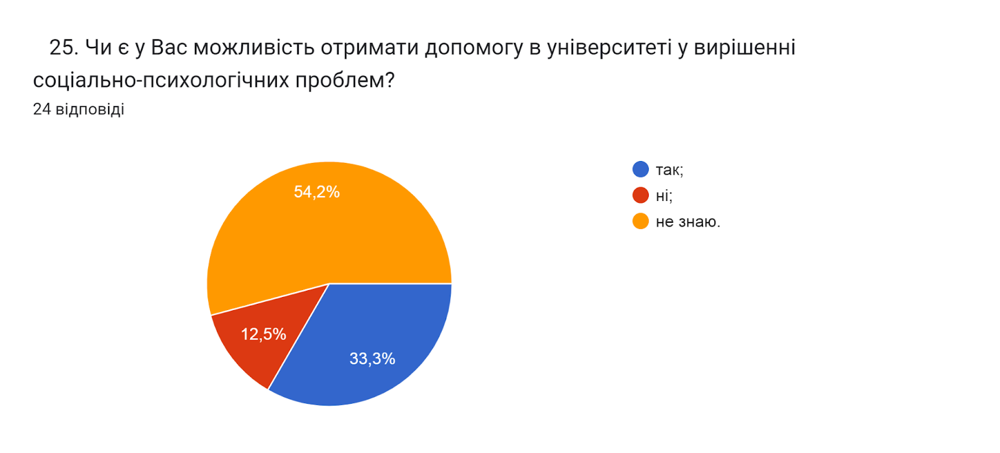 25. Чи є у Вас можливість отримати допомогу в університеті у вирішенні
соціально-психологічних проблем?
24 відповіді
так;
ні;
не знаю.
54,2%
12,5%
33,3%